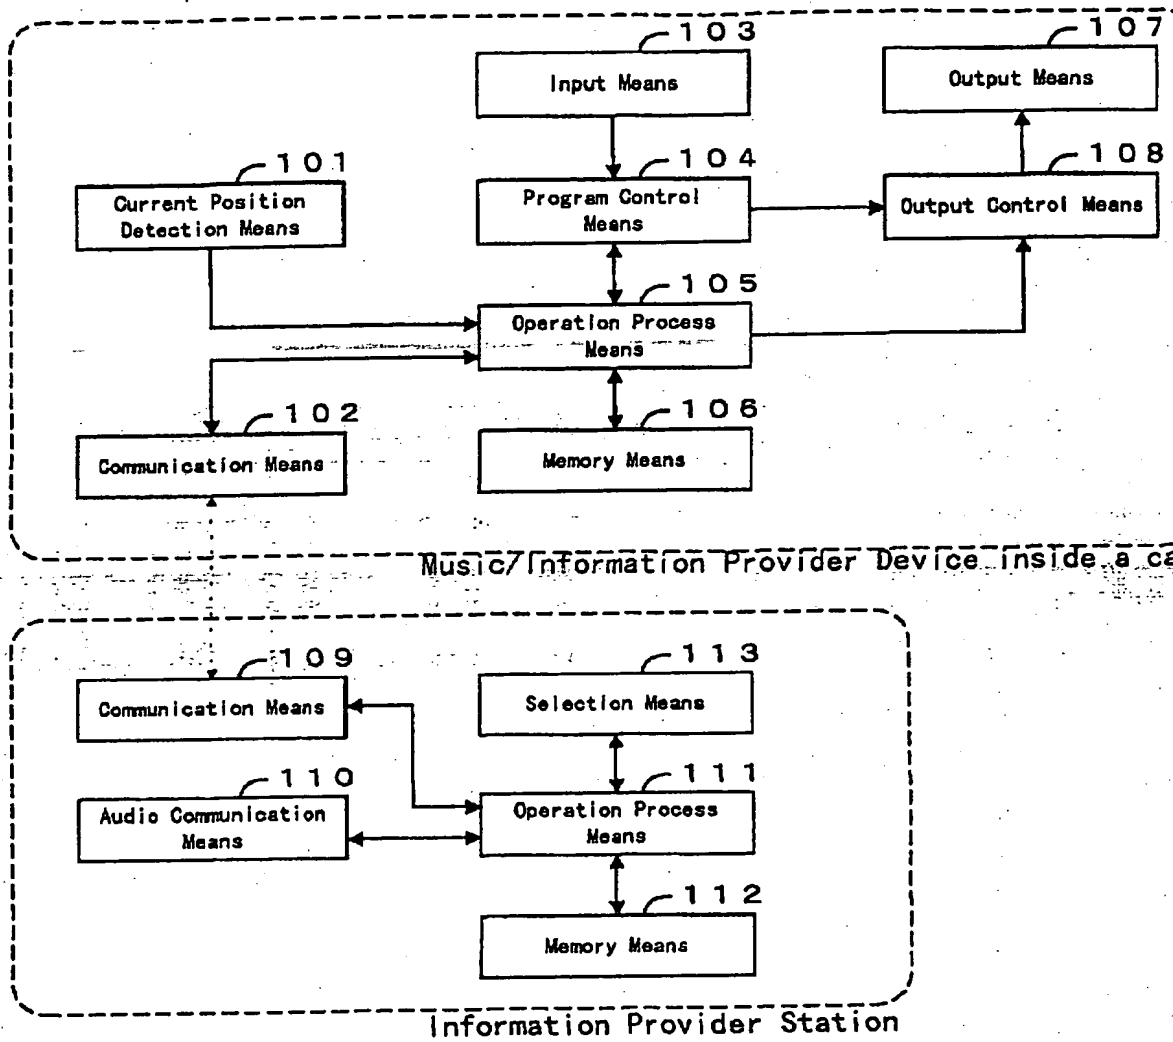 103
Input Means
107
Output Means
101
Current Position
Detection Means
104
Program Control
Means
108
Output Control Means
105
Operation Process
Means
102
Communication Means
106
Memory Means
Music/Information Provider Device inside a ca
109
Communication Means
113
Selection Means
110
Audio Communication
Means
111
Operation Process
Means
112
Memory Means
Information Provider Station